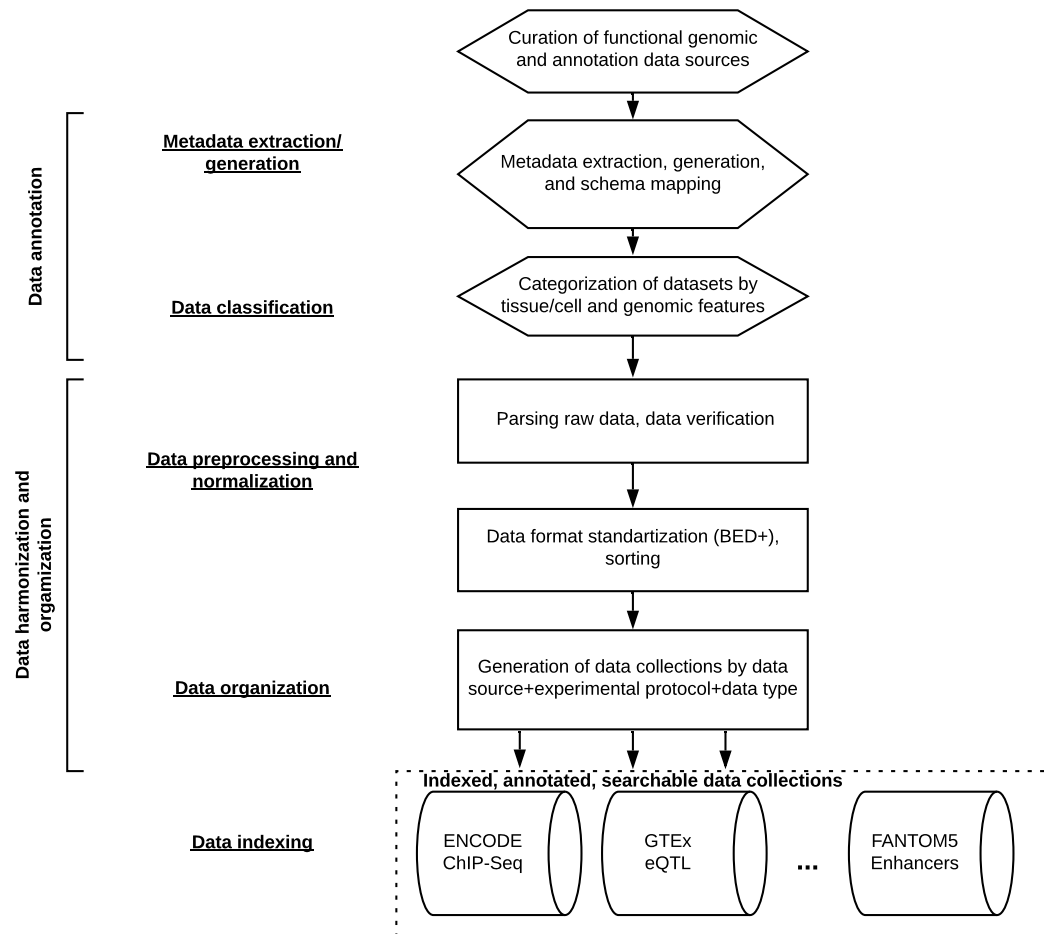 Curation of functional genomic
and annotation data sources
Data annotation
Metadata extraction/
generation
Metadata extraction, generation,
and schema mapping
Data classification
Categorization of datasets by
tissue/cell and genomic features
Data harmonization and
orgamization
Data preprocessing and
normalization
Parsing raw data, data verification
Data format standartization (BED+),
sorting
Data organization
Generation of data collections by data
source+experimental protocol+data type
Indexed, annotated, searchable data collections
Data indexing
ENCODE
ChIP-Seq
GTEx
eQTL
...
FANTOM5
Enhancers